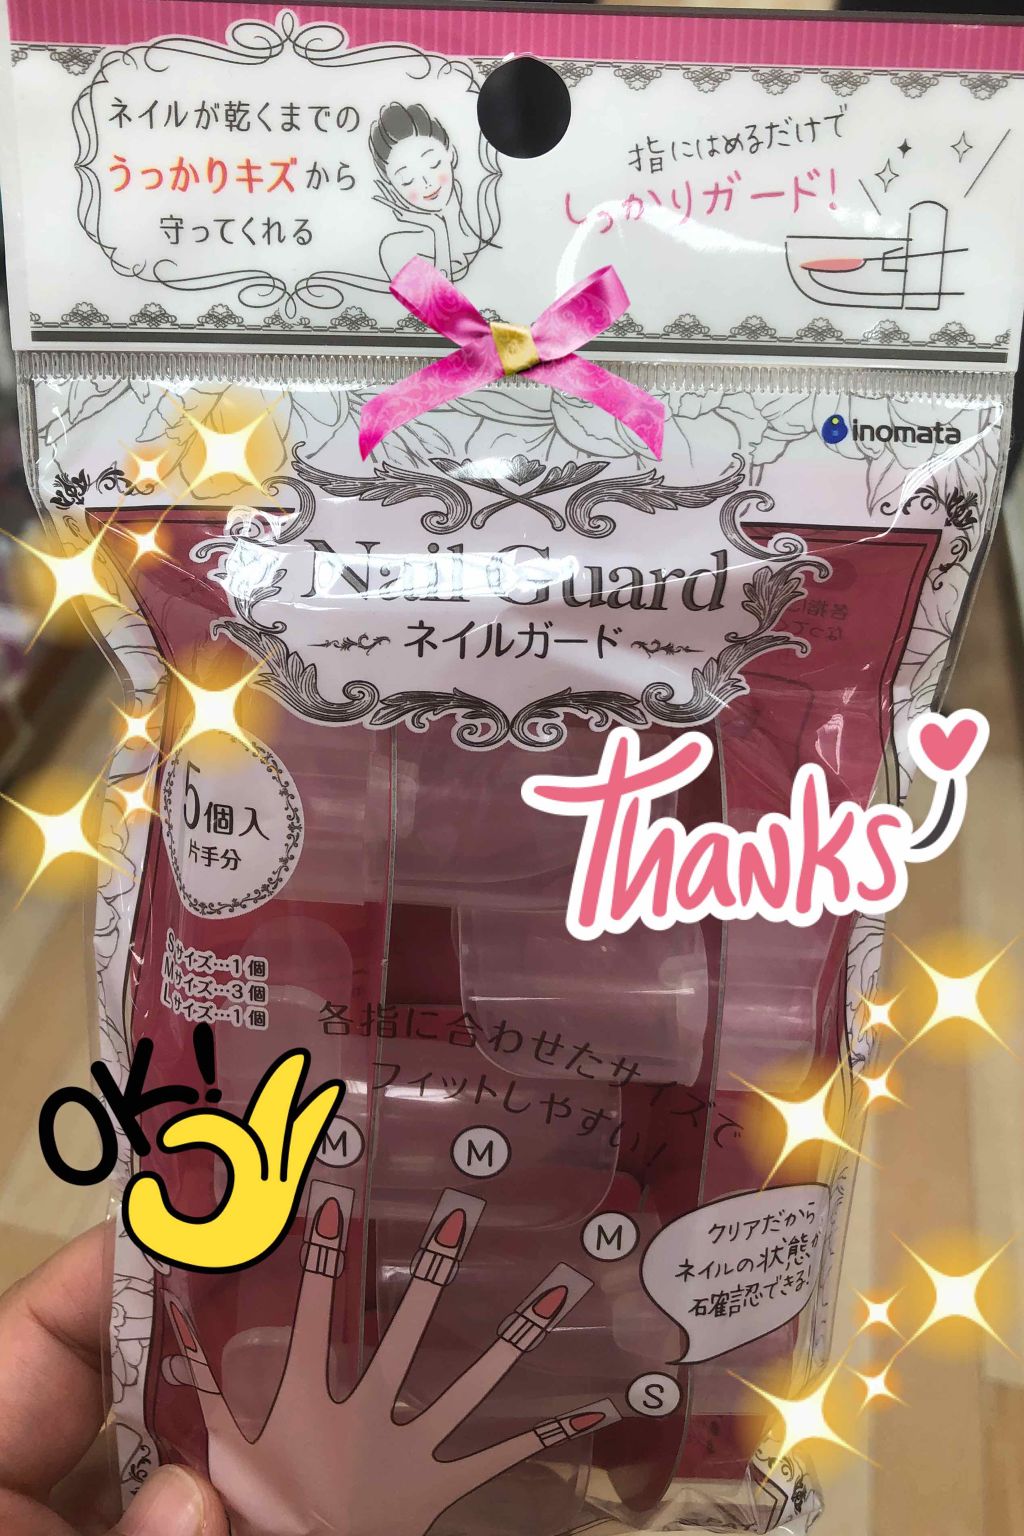 ネイルが乾くまでの
うっかりキズから
守ってくれる
指にはめるだけで
しっかりガード!
inomata
Nail Guard
ネイルガード
5個入
片手分
Sサイズ…1個
Mサイズ…3個
Lサイズ…1個
Thanks
各指に合わせたサイズで
フィットしやすい!
OK!
M
M
M
S
クリアだから
ネイルの状態が
確認できる!